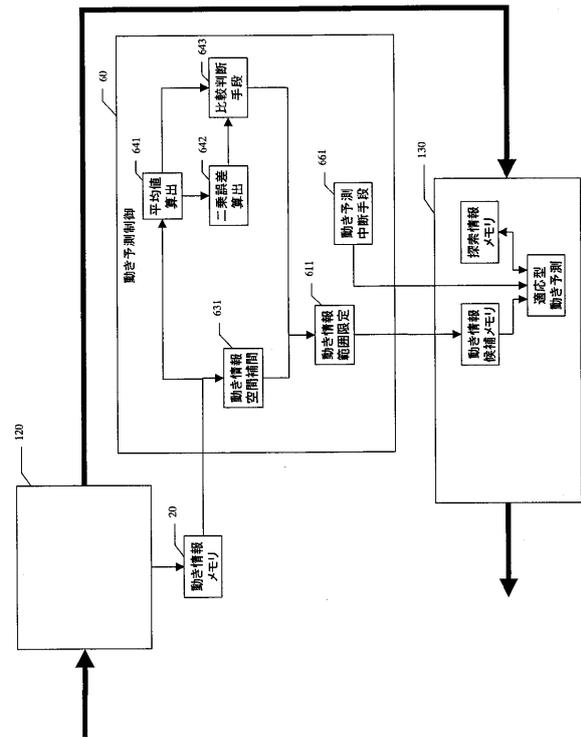 120
20
動き情報
メモリ
60
動き予測制御
641
平均値
算出
642
二乗誤差
算出
643
比較判断
手段
631
動き情報
空間補間
661
動き予測
中断手段
611
動き情報
範囲限定
130
動き情報
候補メモリ
探索情報
メモリ
適応型
動き予測